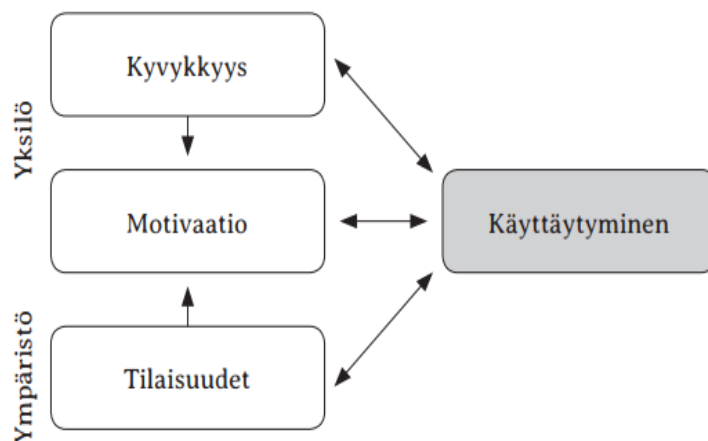 Yksilö
Kyvykkyys
Motivaatio
Käyttäytyminen
Ympäristö
Tilaisuudet